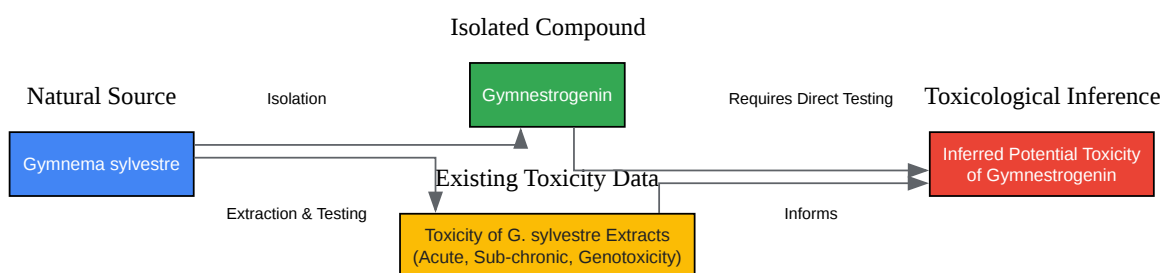 Isolated Compound
Natural Source
Isolation
Gymnestrogenin
Requires Direct Testing
Toxicological Inference
Gymnema sylvestre
Inferred Potential Toxicity
of Gymnestrogenin
Existing Toxicity Data
Extraction & Testing
Informs
Toxicity of G. sylvestre Extracts
(Acute, Sub-chronic, Genotoxicity)